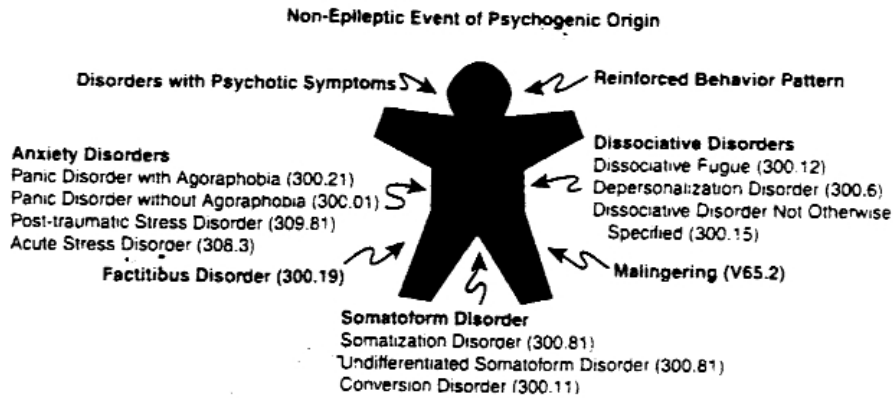 Non-Epileptic Event of Psychogenic Origin
Disorders with Psychotic Symptoms
Reinforced Behavior Pattern
Anxiety Disorders
Panic Disorder with Agoraphobia (300.21)
Panic Disorder without Agoraphobia (300.01)
Post-traumatic Stress Disorder (309.81)
Acute Stress Disorder (308.3)
Factitibus Disorder (300.19)
Dissociative Disorders
Dissociative Fugue (300.12)
Depersonalization Disorder (300.6)
Dissociative Disorder Not Otherwise
Specified (300.15)
Malingering (V65.2)
Somatoform Disorder
Somatization Disorder (300.81)
Undifferentiated Somatoform Disorder (300.81)
Conversion Disorder (300.11)